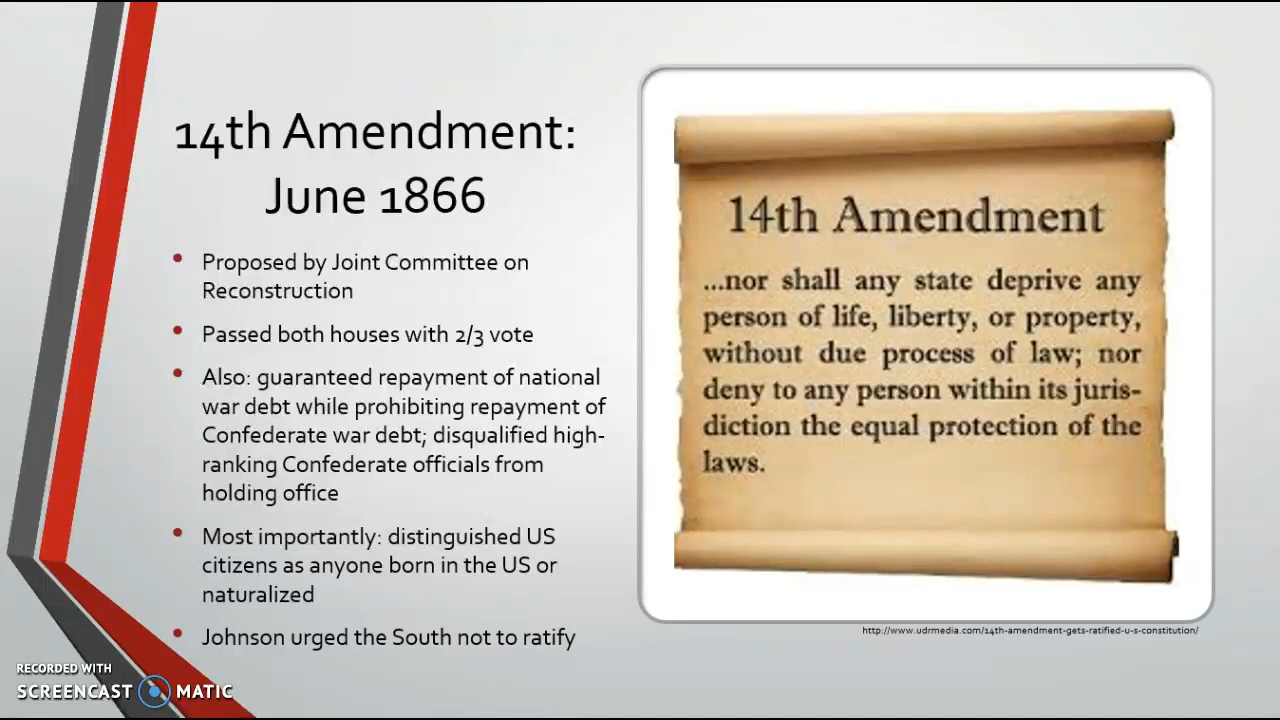 14th Amendment:
June 1866
• Proposed by Joint Committee on
Reconstruction
• Passed both houses with 2/3 vote
• Also: guaranteed repayment of national
war debt while prohibiting repayment of
Confederate war debt; disqualified high-
ranking Confederate officials from
holding office
• Most importantly: distinguished US
citizens as anyone born in the US or
naturalized
• Johnson urged the South not to ratify
14th Amendment
...nor shall any state deprive any
person of life, liberty, or property,
without due process of law; nor
deny to any person within its juris-
diction the equal protection of the
laws.
http://www.udrmedia.com/14th-amendment-gets-ratified-u-s-constitution/
RECORDED WITH
SCREENCAST MATIC